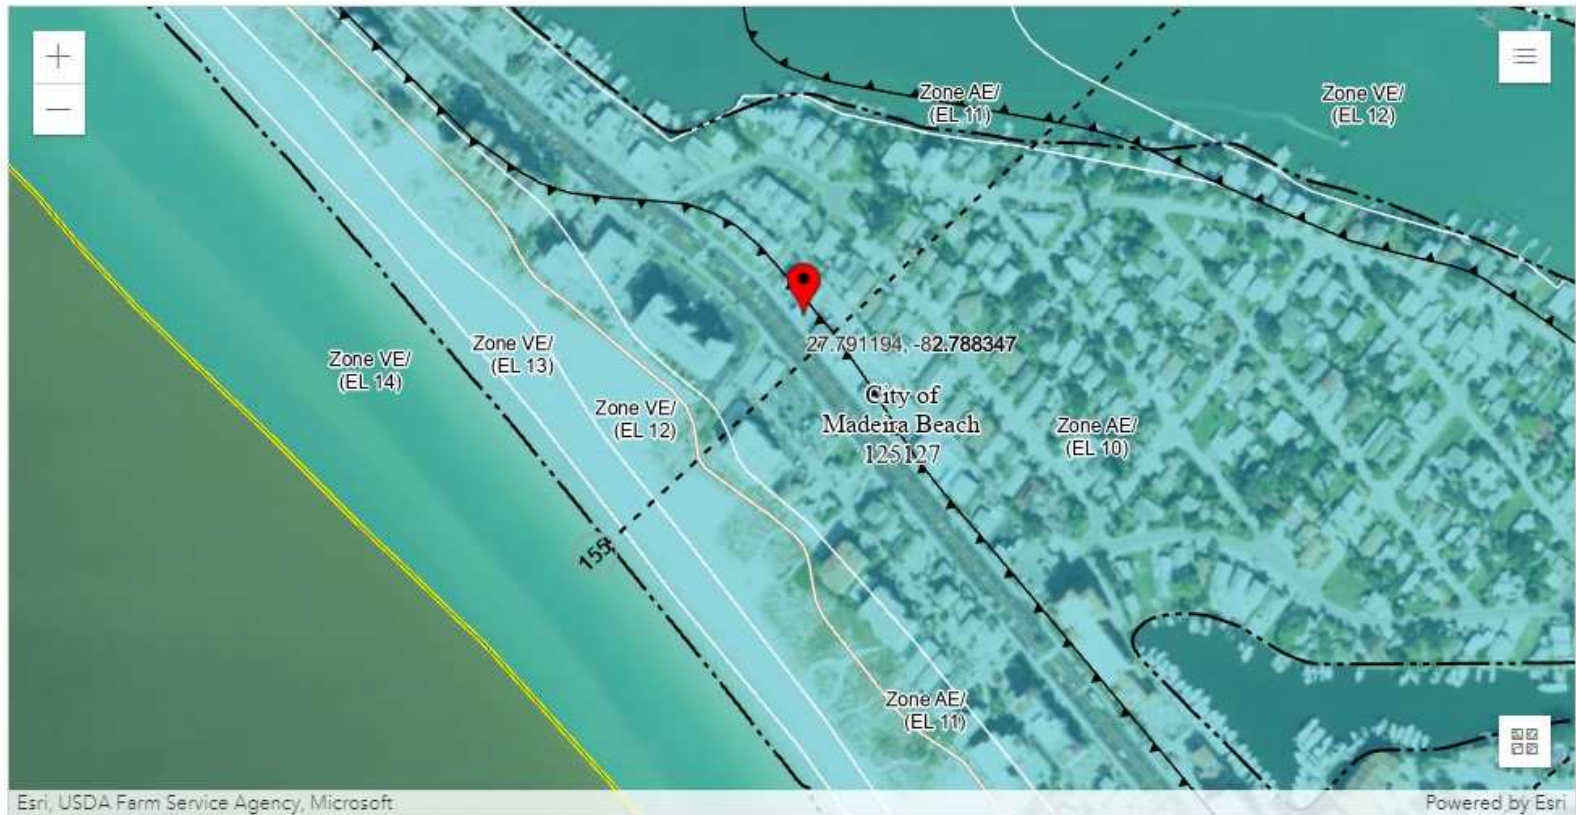 Zone AE/
(EL 11)
Zone VE/
(EL 12)
27.791194, -82.788347
Zone VE/
(EL 13)
Zone VE/
(EL 14)
Zone VE/
(EL 12)
City of
Madeira Beach
125127
Zone AE/
(EL 10)
155
Zone AE/
(EL 11)
Esri, USDA Farm Service Agency, Microsoft
Powered by Esri